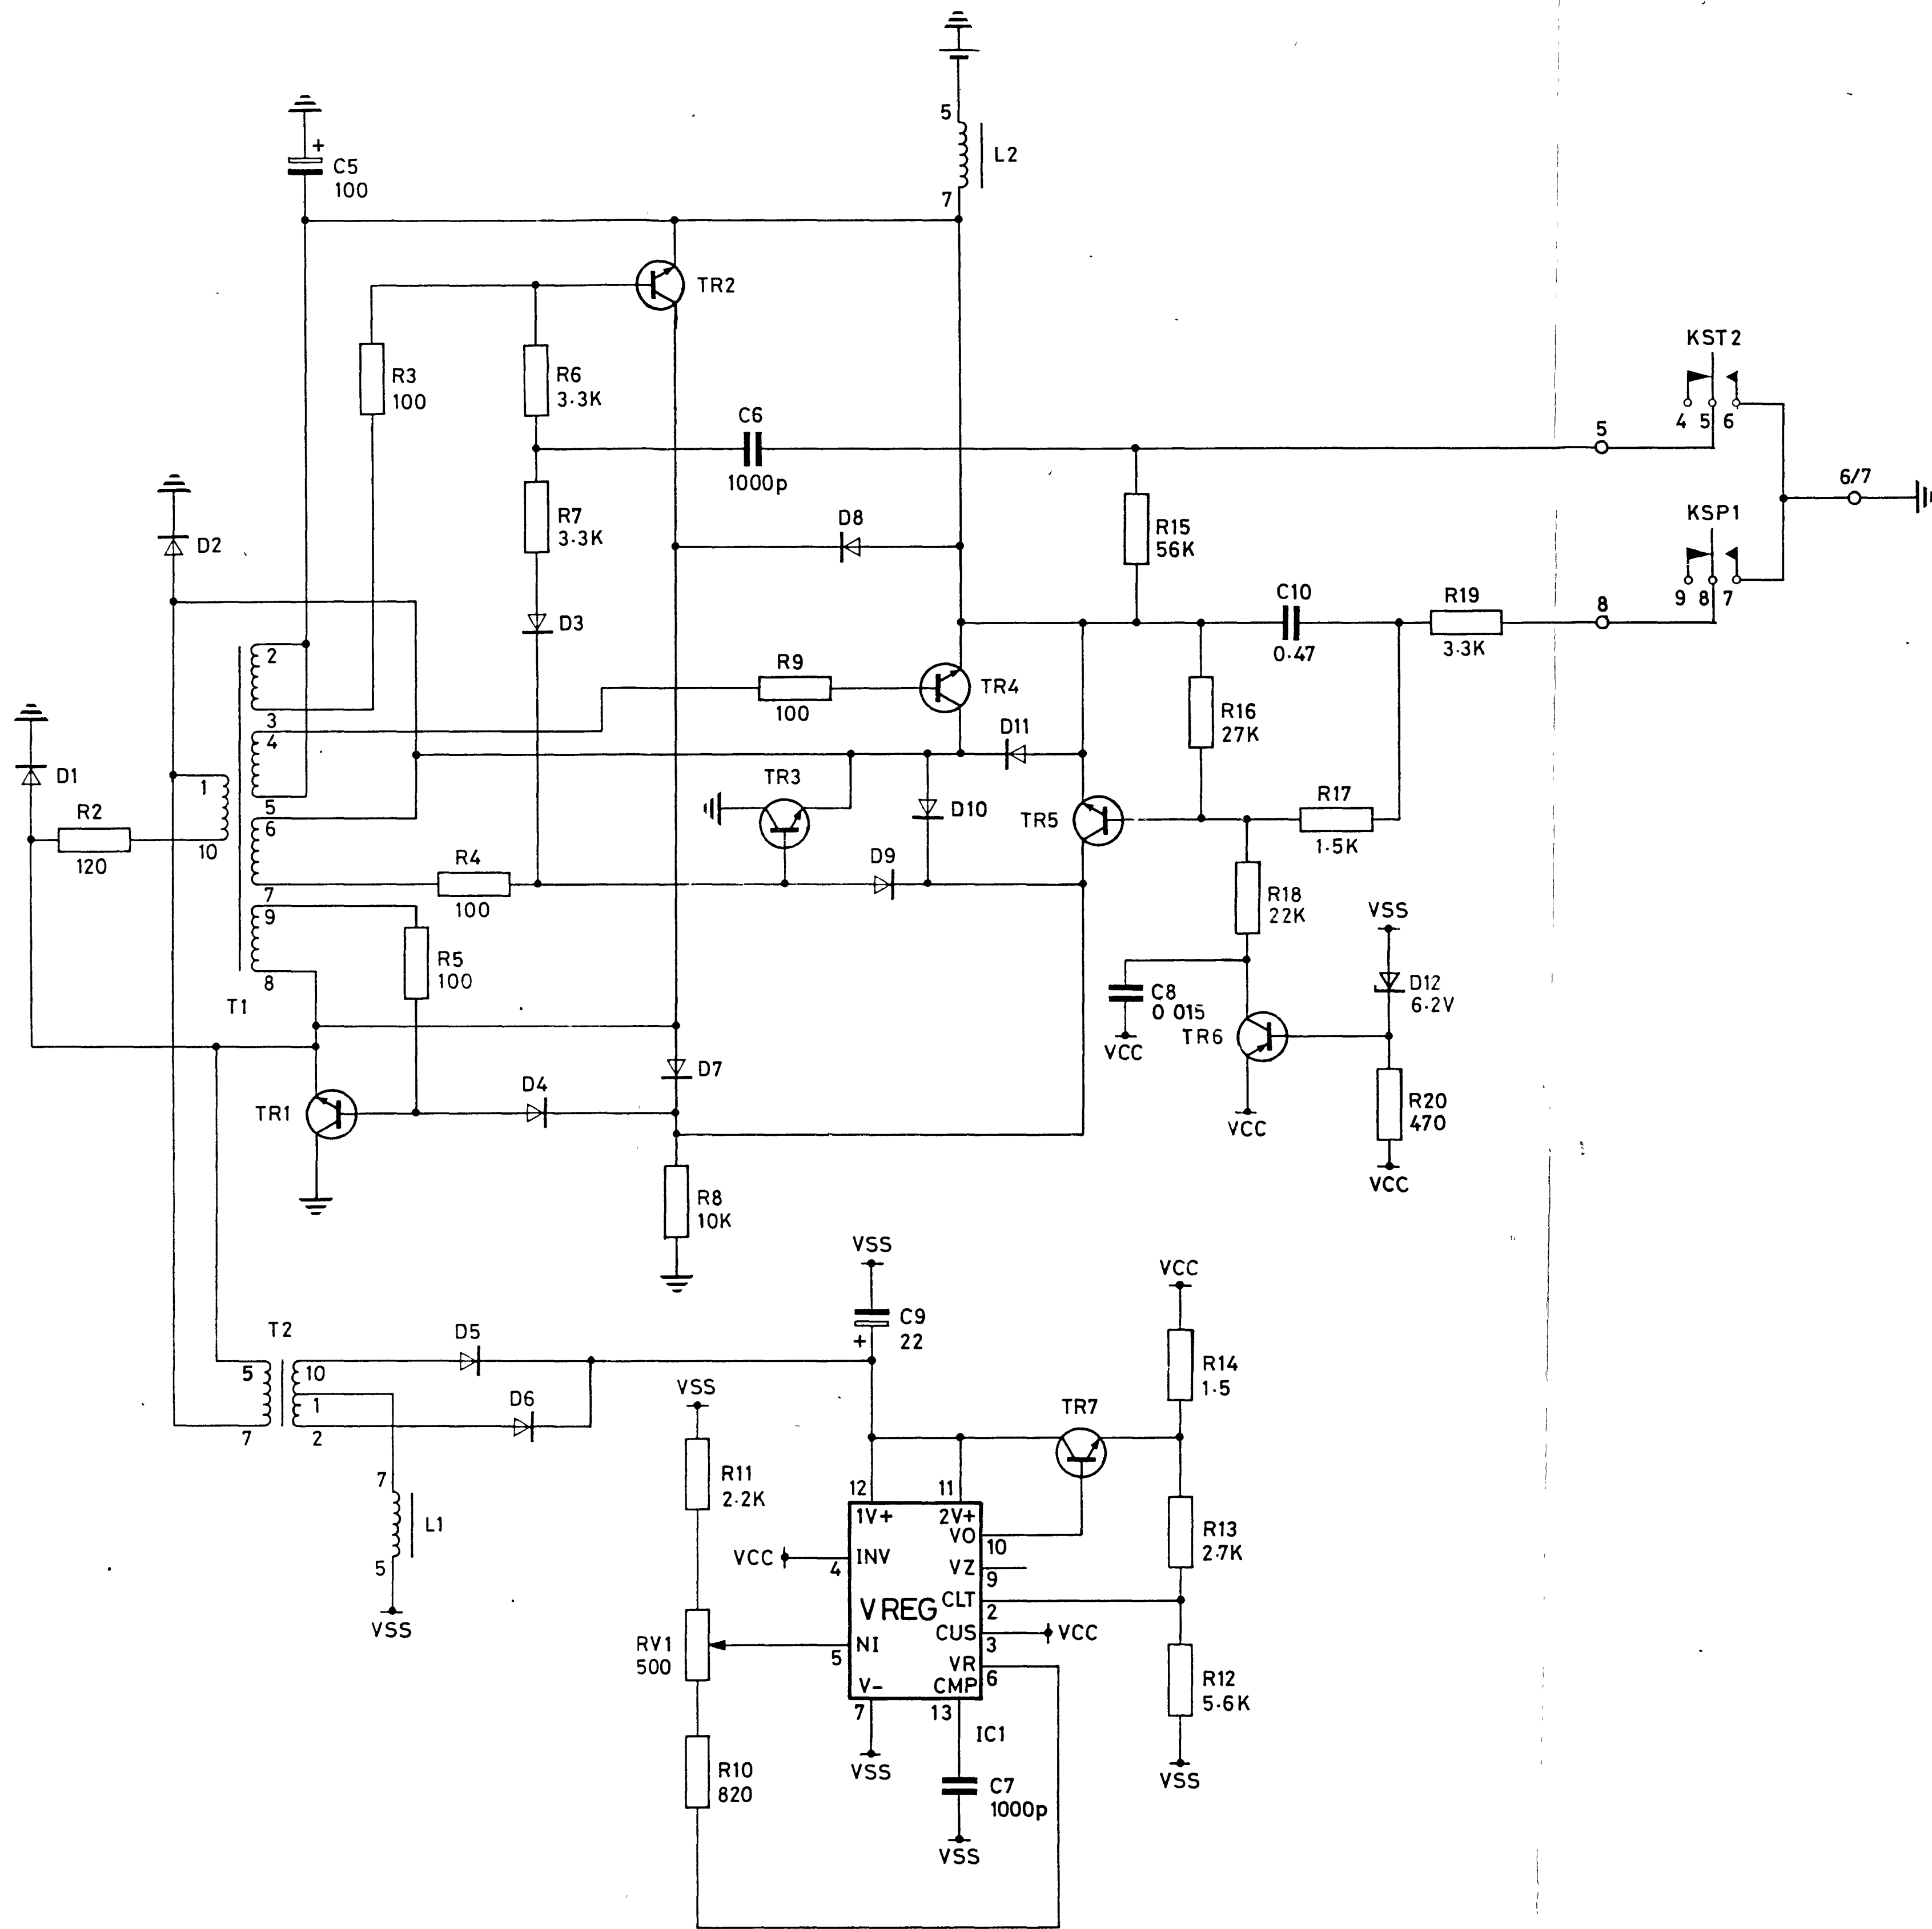 5
L2
7
+
C5
100
TR2
KST2
R3
100
R6
3.3K
4 5 6
C6
1000p
5
6/7
D2
R7
3.3K
D8
R15
56K
KSP1
9 8 7
D3
C10
0.47
R19
3.3K
8
2
3
R9
100
TR4
R16
27K
4
5
D11
D1
R2
120
1
10
TR3
D10
TR5
R17
1.5K
6
7
R4
100
D9
R18
22K
VSS
9
8
R5
100
T1
C8
0 015
VCC
D12
6.2V
TR6
D7
D4
TR1
VCC
R20
470
VCC
R8
10K
VSS
VCC
C9
22
+
T2
D5
5
10
1
7
2
D6
R14
1.5
VSS
TR7
R11
2.2K
7
L1
5
VSS
12
11
1V+
2V+
VO
10
R13
2.7K
VCC
4
INV
VZ
9
VREG
CLT
2
CUS
3
VCC
RV1
500
5
NI
VR
6
V-
CMP
R12
5.6K
7
13
IC1
VSS
VSS
R10
820
C7
1000p
VSS